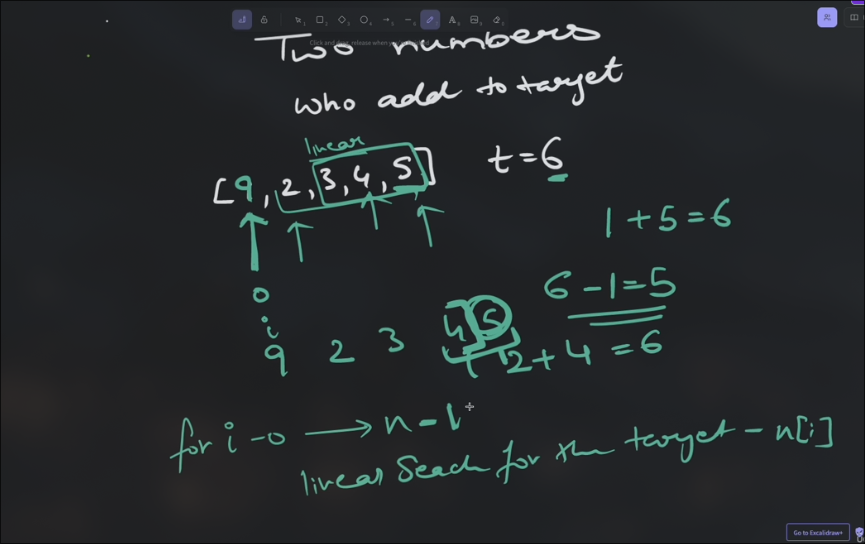 Two numbers
who add to target
linear
[9, 2, 3, 4, 5]
t=6
1+5=6
0
6-1=5
i
9 2 3 4 5
2+4=6
for i-0 → n-1
linear Seach for the target - n[i]
Go to Excalidraw+